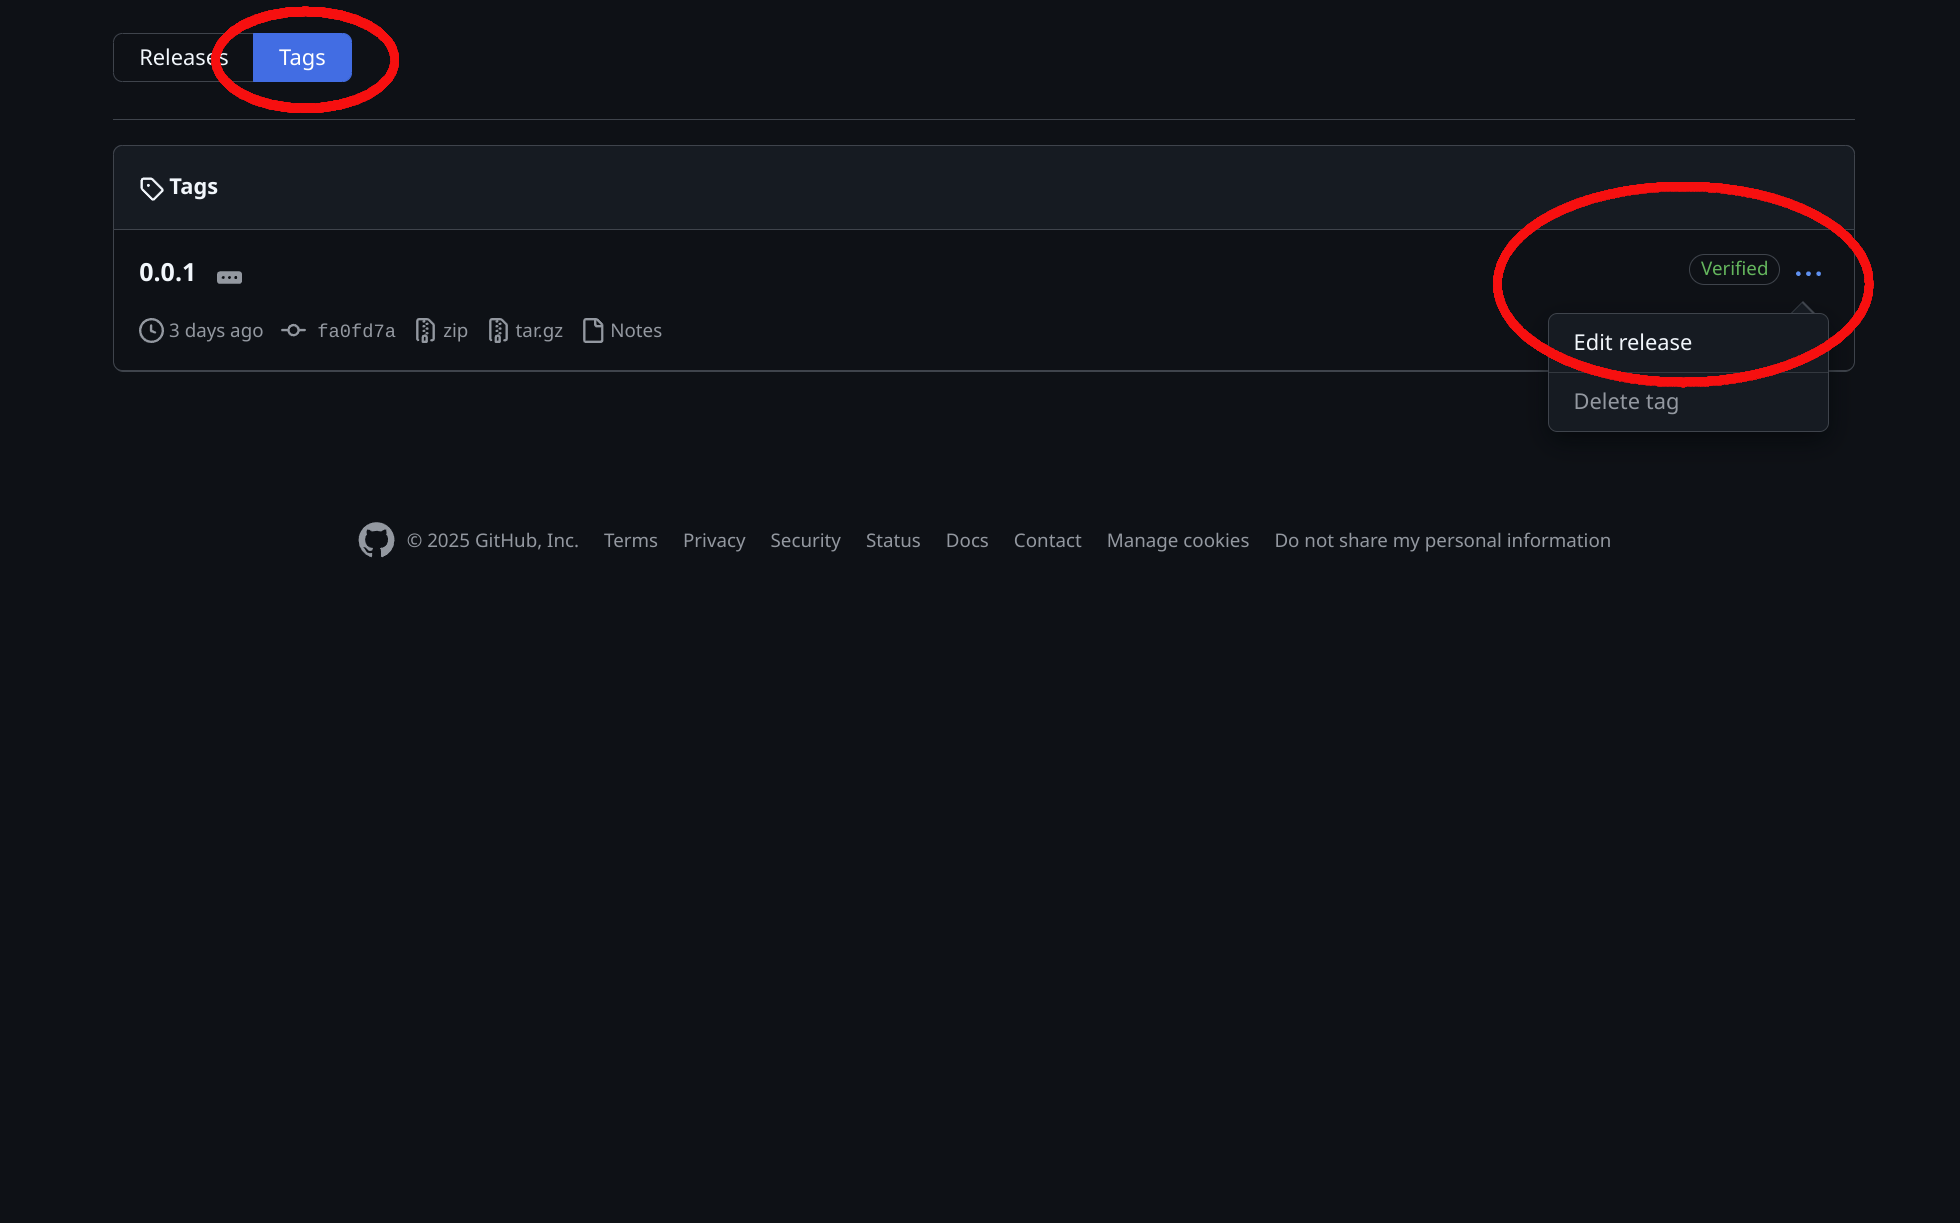 Releases Tags
Tags
0.0.1
Verified
3 days ago fa0fd7a zip tar.gz Notes
Edit release
Delete tag
© 2025 GitHub, Inc. Terms Privacy Security Status Docs Contact Manage cookies Do not share my personal information